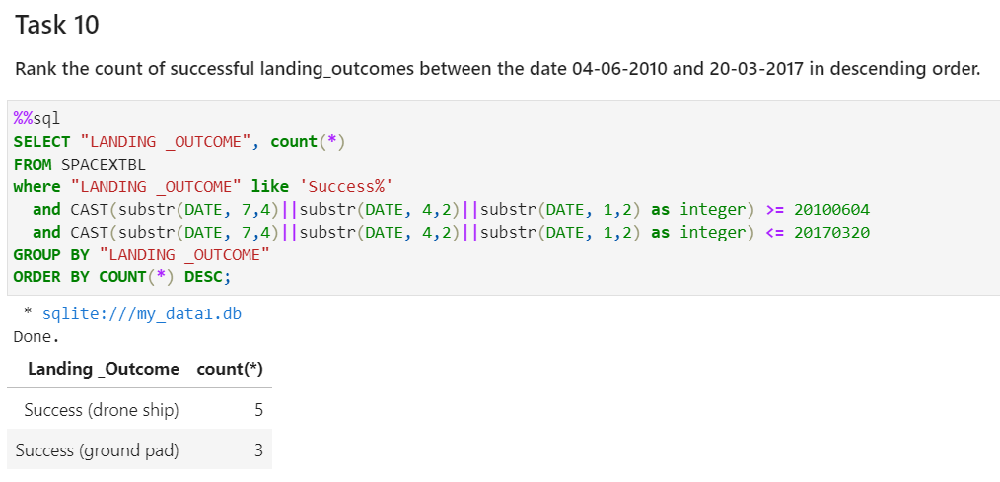 Task 10
Rank the count of successful landing_outcomes between the date 04-06-2010 and 20-03-2017 in descending order.
%%sql
SELECT "LANDING _OUTCOME", count(*)
FROM SPACEXTBL
where "LANDING _OUTCOME" like 'Success%'
  and CAST(substr(DATE, 7,4)||substr(DATE, 4,2)||substr(DATE, 1,2) as integer) >= 20100604
  and CAST(substr(DATE, 7,4)||substr(DATE, 4,2)||substr(DATE, 1,2) as integer) <= 20170320
GROUP BY "LANDING _OUTCOME"
ORDER BY COUNT(*) DESC;
* sqlite:///my_data1.db
Done.
Landing _Outcome count(*)
Success (drone ship) 5
Success (ground pad) 3